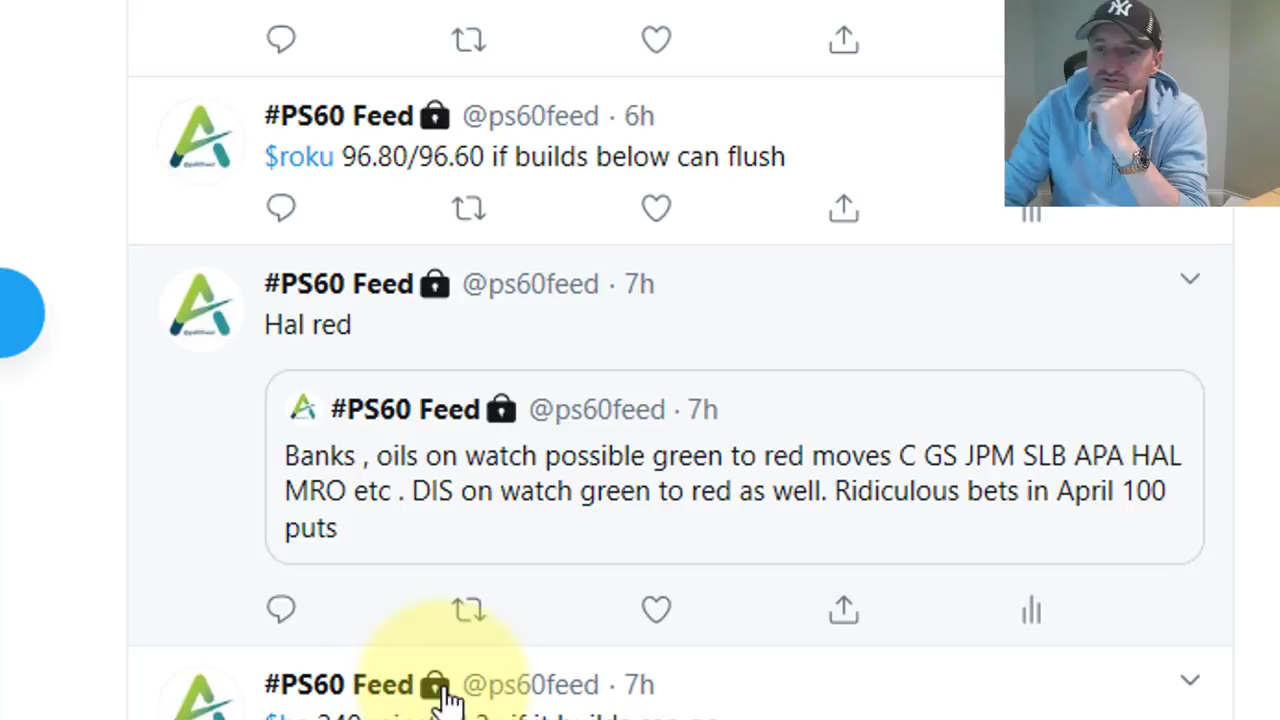 #PS60 Feed @ps60feed · 6h
$roku 96.80/96.60 if builds below can flush
#PS60 Feed @ps60feed · 7h
Hal red
#PS60 Feed @ps60feed · 7h
Banks , oils on watch possible green to red moves C GS JPM SLB APA HAL
MRO etc . DIS on watch green to red as well. Ridiculous bets in April 100
puts
#PS60 Feed @ps60feed · 7h